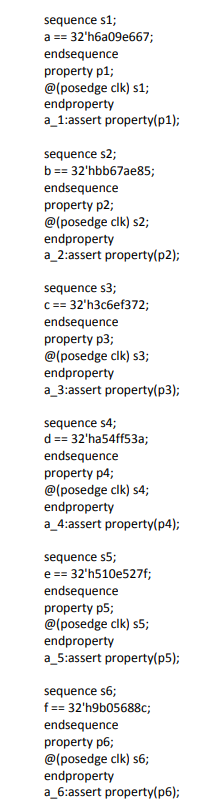 sequence s1;
a == 32'h6a09e667;
endsequence
property p1;
@(posedge clk) s1;
endproperty
a_1:assert property(p1);
sequence s2;
b == 32'hbb67ae85;
endsequence
property p2;
@(posedge clk) s2;
endproperty
a_2:assert property(p2);
sequence s3;
c == 32'h3c6ef372;
endsequence
property p3;
@(posedge clk) s3;
endproperty
a_3:assert property(p3);
sequence s4;
d == 32'ha54ff53a;
endsequence
property p4;
@(posedge clk) s4;
endproperty
a_4:assert property(p4);
sequence s5;
e == 32'h510e527f;
endsequence
property p5;
@(posedge clk) s5;
endproperty
a_5:assert property(p5);
sequence s6;
f == 32'h9b05688c;
endsequence
property p6;
@(posedge clk) s6;
endproperty
a_6:assert property(p6);